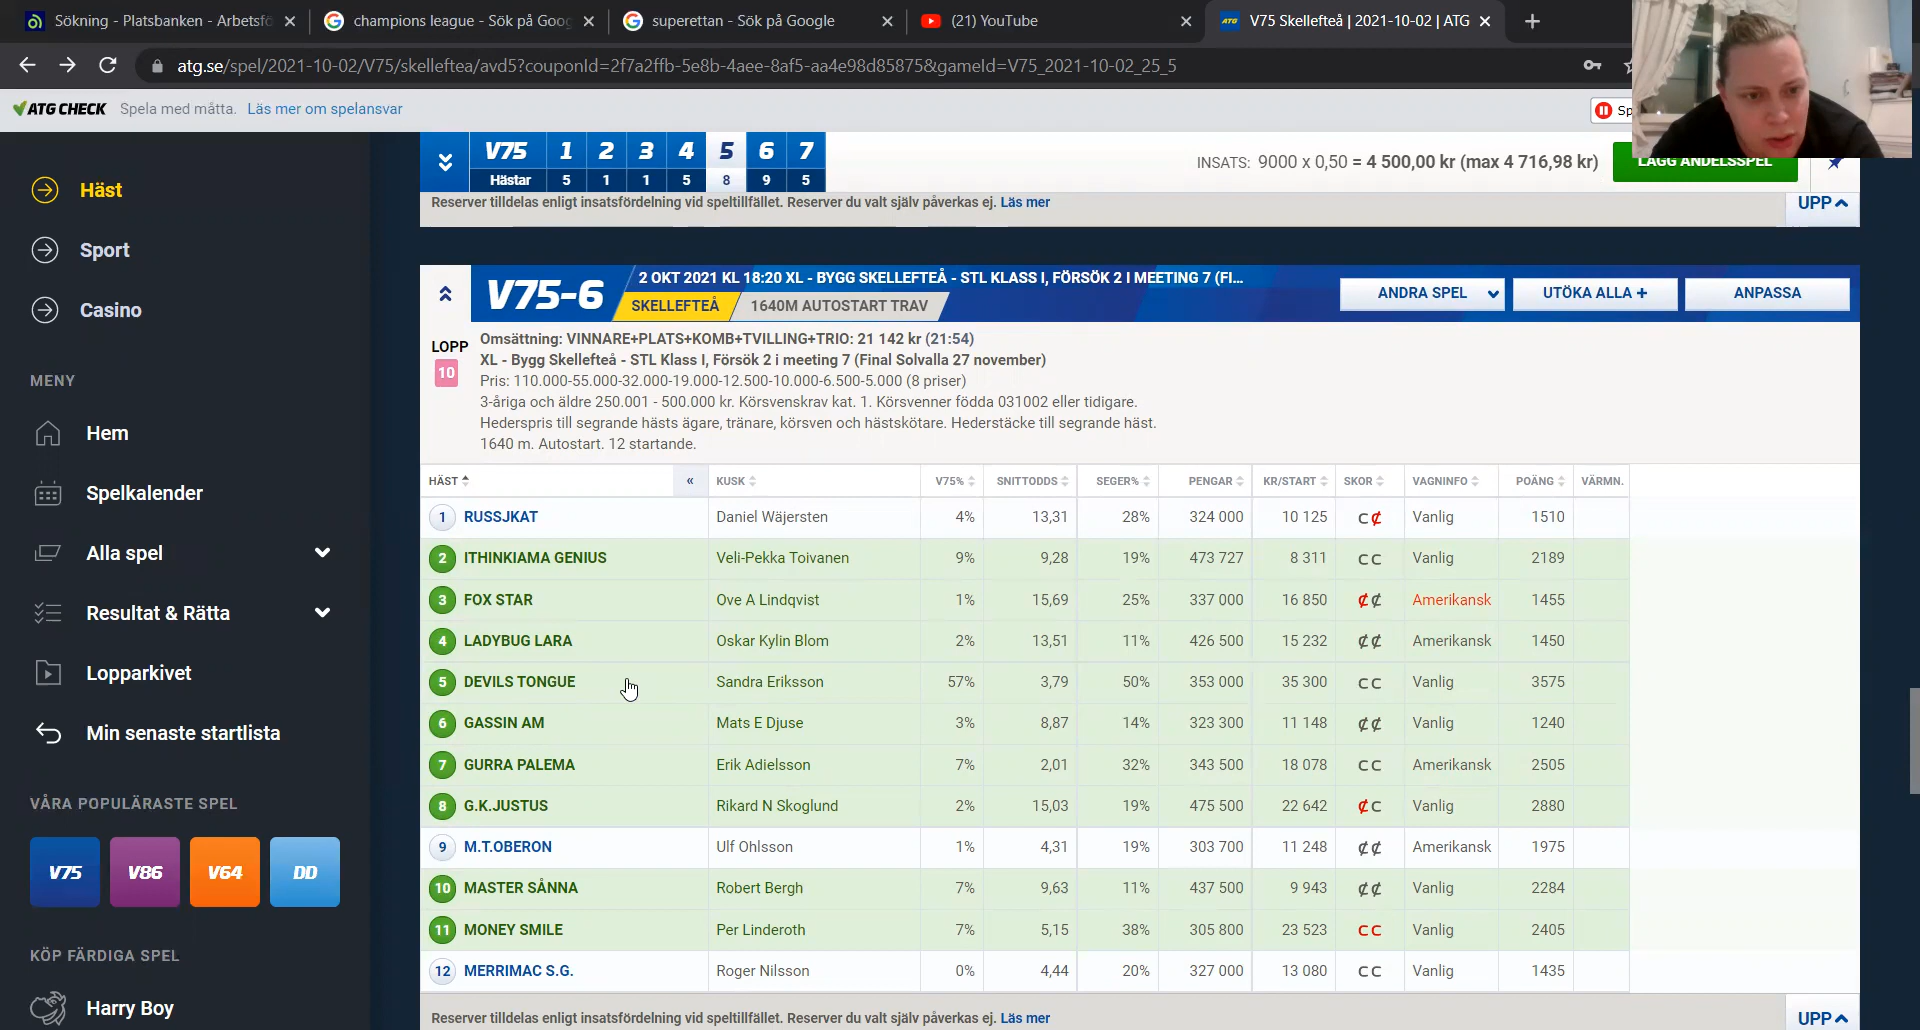 Sökning - Platsbanken - Arbetsfö
champions league - Sök på Goog
superettan - Sök på Google
(21) YouTube
ATG V75 Skellefteå | 2021-10-02 | ATG
atg.se/spel/2021-10-02/V75/skelleftea/avd5?couponId=2f7a2ffb-5e8b-4aee-8af5-aa4e98d85875&gameId=V75_2021-10-02_25_5
ATG CHECK Spela med måtta. Läs mer om spelansvar
Sp
V75 1 2 3 4 5 6 7
Hästar 5 1 1 5 8 9 5
INSATS: 9000 x 0,50 = 4 500,00 kr (max 4 716,98 kr)
LÄGG ANDELSSPEL
Reserver tilldelas enligt insatsfördelning vid speltillfället. Reserver du valt själv påverkas ej. Läs mer
UPP
Häst
Sport
Casino
MENY
Hem
Spelkalender
Alla spel
Resultat & Rätta
Lopparkivet
Min senaste startlista
VÅRA POPULÄRASTE SPEL
V75 V86 V64 DD
KÖP FÄRDIGA SPEL
Harry Boy
V75-6
2 OKT 2021 KL 18:20 XL - BYGG SKELLEFTEÅ - STL KLASS I, FÖRSÖK 2 I MEETING 7 (FI...
SKELLEFTEÅ 1640M AUTOSTART TRAV
ANDRA SPEL
UTÖKA ALLA +
ANPASSA
LOPP
10
Omsättning: VINNARE+PLATS+KOMB+TVILLING+TRIO: 21 142 kr (21:54)
XL - Bygg Skellefteå - STL Klass I, Försök 2 i meeting 7 (Final Solvalla 27 november)
Pris: 110.000-55.000-32.000-19.000-12.500-10.000-6.500-5.000 (8 priser)
3-åriga och äldre 250.001 - 500.000 kr. Körsvenskrav kat. 1. Körsvenner födda 031002 eller tidigare.
Hederspris till segrande hästs ägare, tränare, körsven och hästskötare. Hederstäcke till segrande häst.
1640 m. Autostart. 12 startande.
HÄST « KUSK V75% SNITTODDS SEGER% PENGAR KR/START SKOR VAGNINFO POÄNG VÄRMN.
1 RUSSJKAT Daniel Wäjersten 4% 13,31 28% 324 000 10 125 C₵ Vanlig 1510
2 ITHINKIAMA GENIUS Veli-Pekka Toivanen 9% 9,28 19% 473 727 8 311 CC Vanlig 2189
3 FOX STAR Ove A Lindqvist 1% 15,69 25% 337 000 16 850 ₵₵ Amerikansk 1455
4 LADYBUG LARA Oskar Kylin Blom 2% 13,51 11% 426 500 15 232 ₵₵ Amerikansk 1450
5 DEVILS TONGUE Sandra Eriksson 57% 3,79 50% 353 000 35 300 CC Vanlig 3575
6 GASSIN AM Mats E Djuse 3% 8,87 14% 323 300 11 148 ₵₵ Vanlig 1240
7 GURRA PALEMA Erik Adielsson 7% 2,01 32% 343 500 18 078 CC Amerikansk 2505
8 G.K.JUSTUS Rikard N Skoglund 2% 15,03 19% 475 500 22 642 ₵C Vanlig 2880
9 M.T.OBERON Ulf Ohlsson 1% 4,31 19% 303 700 11 248 ₵₵ Amerikansk 1975
10 MASTER SÅNNA Robert Bergh 7% 9,63 11% 437 500 9 943 ₵₵ Vanlig 2284
11 MONEY SMILE Per Linderoth 7% 5,15 38% 305 800 23 523 CC Vanlig 2405
12 MERRIMAC S.G. Roger Nilsson 0% 4,44 20% 327 000 13 080 CC Vanlig 1435
Reserver tilldelas enligt insatsfördelning vid speltillfället. Reserver du valt själv påverkas ej. Läs mer
UPP